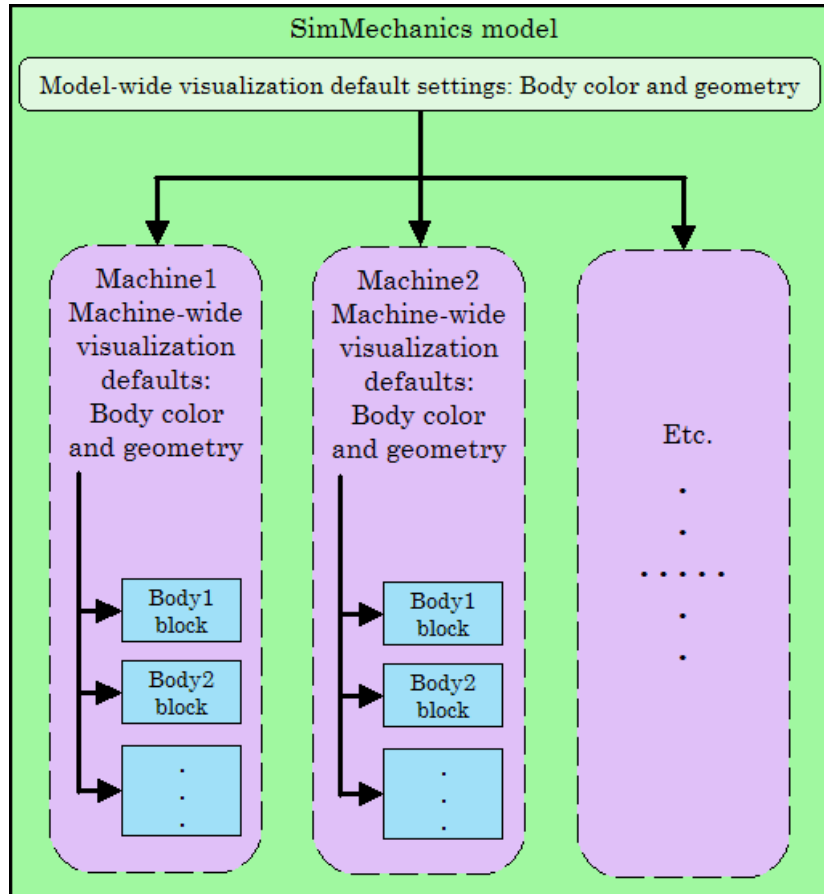 SimMechanics model
Model-wide visualization default settings: Body color and geometry
Machine1
Machine-wide
visualization
defaults:
Body color
and geometry
Body1
block
Body2
block
.
.
.
Machine2
Machine-wide
visualization
defaults:
Body color
and geometry
Body1
block
Body2
block
.
.
.
Etc.
.
.
. . . . .
.
.